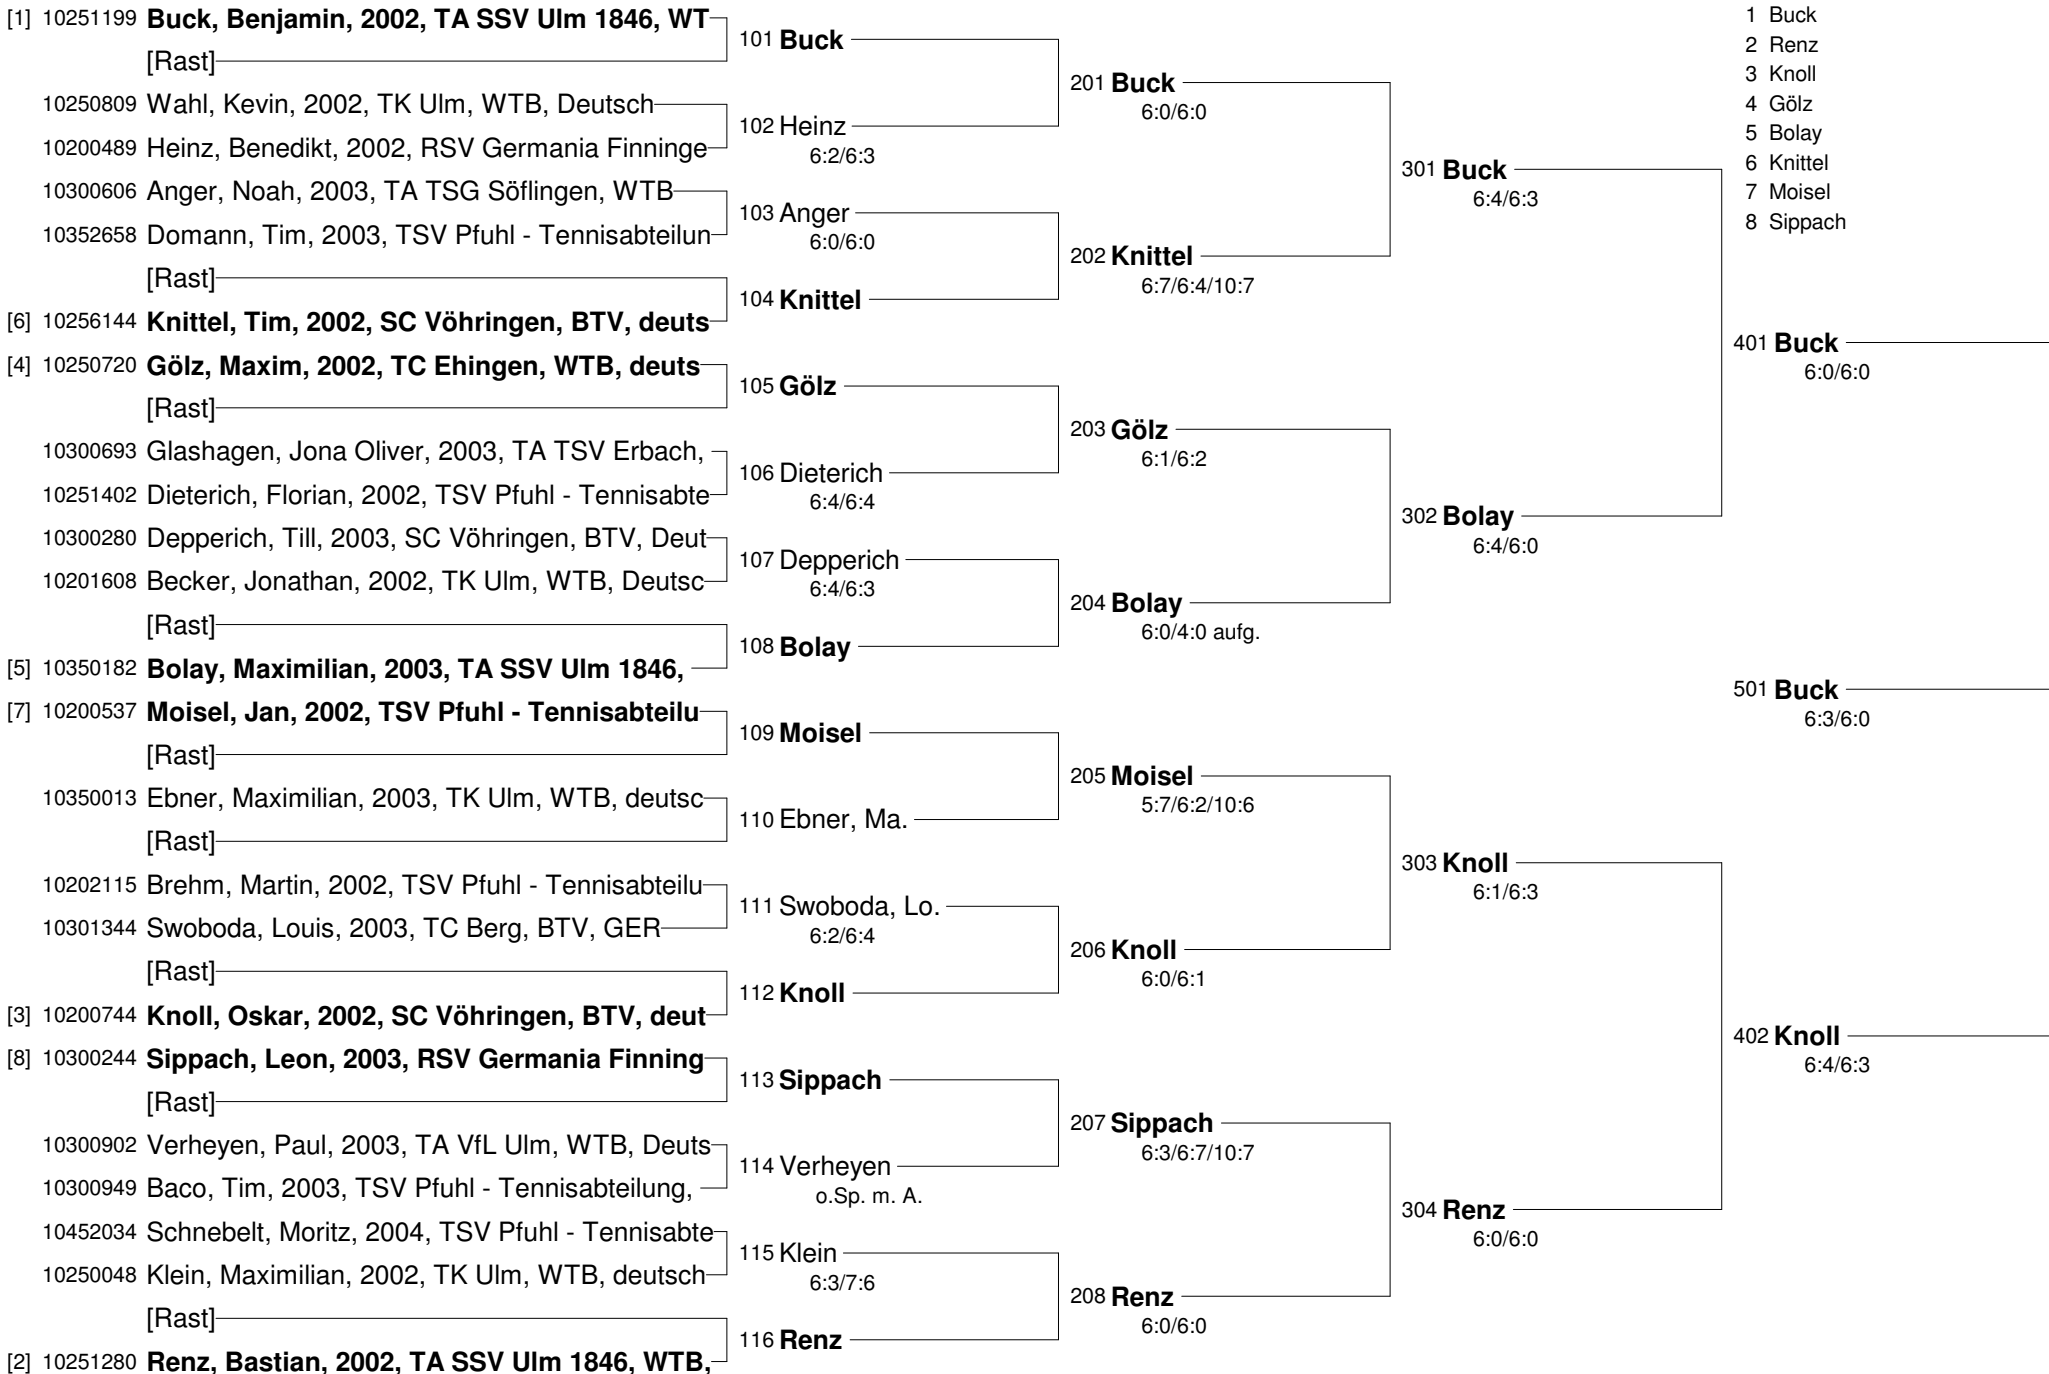 [1] 10251199 Buck, Benjamin, 2002, TA SSV Ulm 1846, WT
[Rast]
10250809 Wahl, Kevin, 2002, TK Ulm, WTB, Deutsch
10200489 Heinz, Benedikt, 2002, RSV Germania Finninge
10300606 Anger, Noah, 2003, TA TSG Söflingen, WTB
10352658 Domann, Tim, 2003, TSV Pfuhl - Tennisabteilun
[Rast]
[6] 10256144 Knittel, Tim, 2002, SC Vöhringen, BTV, deuts
[4] 10250720 Gölz, Maxim, 2002, TC Ehingen, WTB, deuts
[Rast]
10300693 Glashagen, Jona Oliver, 2003, TA TSV Erbach,
10251402 Dieterich, Florian, 2002, TSV Pfuhl - Tennisabte
10300280 Depperich, Till, 2003, SC Vöhringen, BTV, Deut
10201608 Becker, Jonathan, 2002, TK Ulm, WTB, Deutsc
[Rast]
[5] 10350182 Bolay, Maximilian, 2003, TA SSV Ulm 1846,
[7] 10200537 Moisel, Jan, 2002, TSV Pfuhl - Tennisabteilu
[Rast]
10350013 Ebner, Maximilian, 2003, TK Ulm, WTB, deutsc
[Rast]
10202115 Brehm, Martin, 2002, TSV Pfuhl - Tennisabteilu
10301344 Swoboda, Louis, 2003, TC Berg, BTV, GER
[Rast]
[3] 10200744 Knoll, Oskar, 2002, SC Vöhringen, BTV, deut
[8] 10300244 Sippach, Leon, 2003, RSV Germania Finning
[Rast]
10300902 Verheyen, Paul, 2003, TA VfL Ulm, WTB, Deuts
10300949 Baco, Tim, 2003, TSV Pfuhl - Tennisabteilung,
10452034 Schnebelt, Moritz, 2004, TSV Pfuhl - Tennisabte
10250048 Klein, Maximilian, 2002, TK Ulm, WTB, deutsch
[Rast]
[2] 10251280 Renz, Bastian, 2002, TA SSV Ulm 1846, WTB,
101 Buck
102 Heinz
6:2/6:3
103 Anger
6:0/6:0
104 Knittel
105 Gölz
106 Dieterich
6:4/6:4
107 Depperich
6:4/6:3
108 Bolay
109 Moisel
110 Ebner, Ma.
111 Swoboda, Lo.
6:2/6:4
112 Knoll
113 Sippach
114 Verheyen
o.Sp. m. A.
115 Klein
6:3/7:6
116 Renz
201 Buck
6:0/6:0
202 Knittel
6:7/6:4/10:7
203 Gölz
6:1/6:2
204 Bolay
6:0/4:0 aufg.
205 Moisel
5:7/6:2/10:6
206 Knoll
6:0/6:1
207 Sippach
6:3/6:7/10:7
208 Renz
6:0/6:0
301 Buck
6:4/6:3
302 Bolay
6:4/6:0
303 Knoll
6:1/6:3
304 Renz
6:0/6:0
1 Buck
2 Renz
3 Knoll
4 Gölz
5 Bolay
6 Knittel
7 Moisel
8 Sippach
401 Buck
6:0/6:0
501 Buck
6:3/6:0
402 Knoll
6:4/6:3